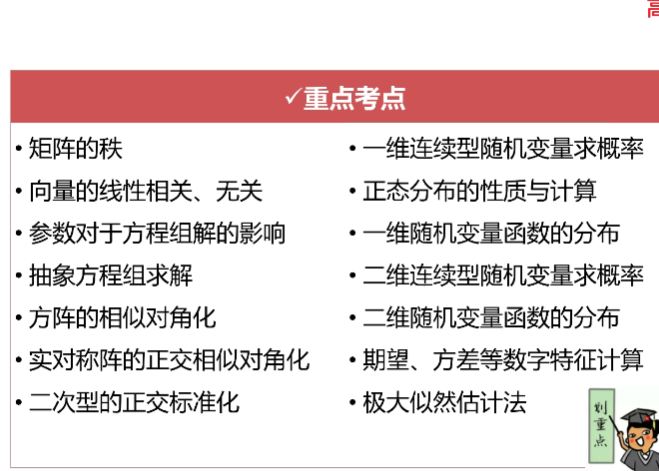 ✓重点考点
• 矩阵的秩
• 向量的线性相关、无关
• 参数对于方程组解的影响
• 抽象方程组求解
• 方阵的相似对角化
• 实对称阵的正交相似对角化
• 二次型的正交标准化
• 一维连续型随机变量求概率
• 正态分布的性质与计算
• 一维随机变量函数的分布
• 二维连续型随机变量求概率
• 二维随机变量函数的分布
• 期望、方差等数字特征计算
• 极大似然估计法
划重点